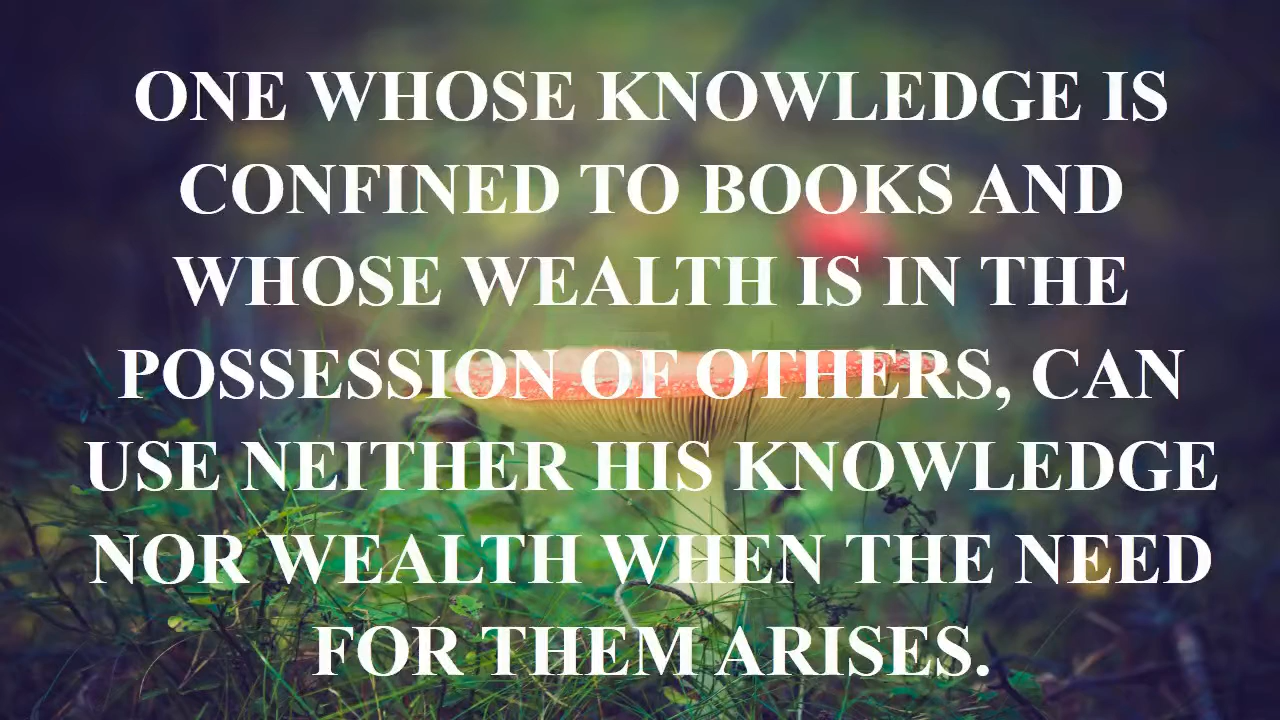 ONE WHOSE KNOWLEDGE IS
CONFINED TO BOOKS AND
WHOSE WEALTH IS IN THE
POSSESSION OF OTHERS, CAN
USE NEITHER HIS KNOWLEDGE
NOR WEALTH WHEN THE NEED
FOR THEM ARISES.